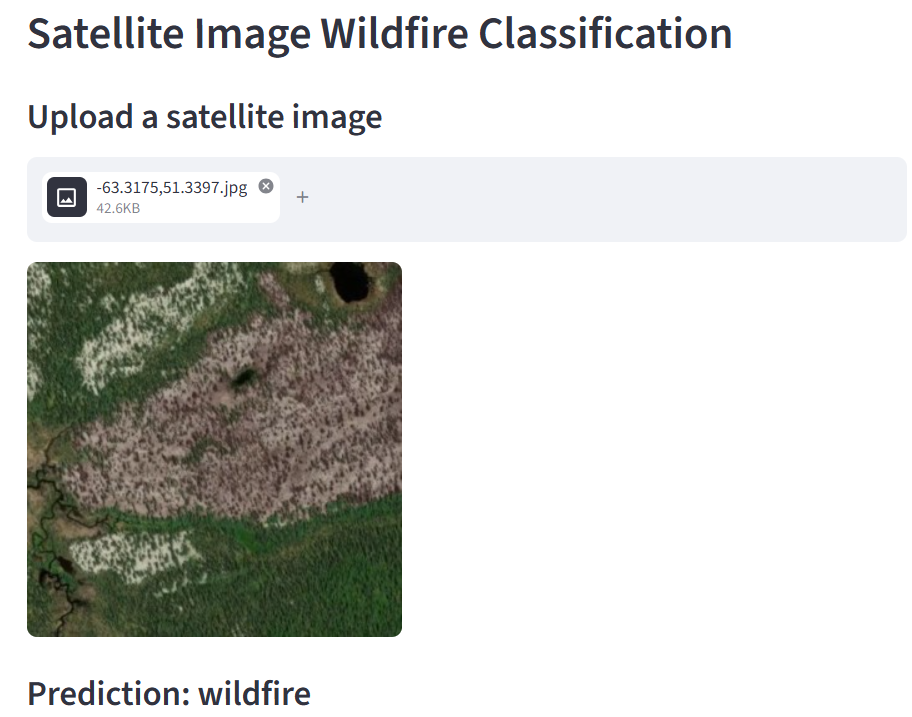 Satellite Image Wildfire Classification
Upload a satellite image
-63.3175,51.3397.jpg
42.6KB
Prediction: wildfire